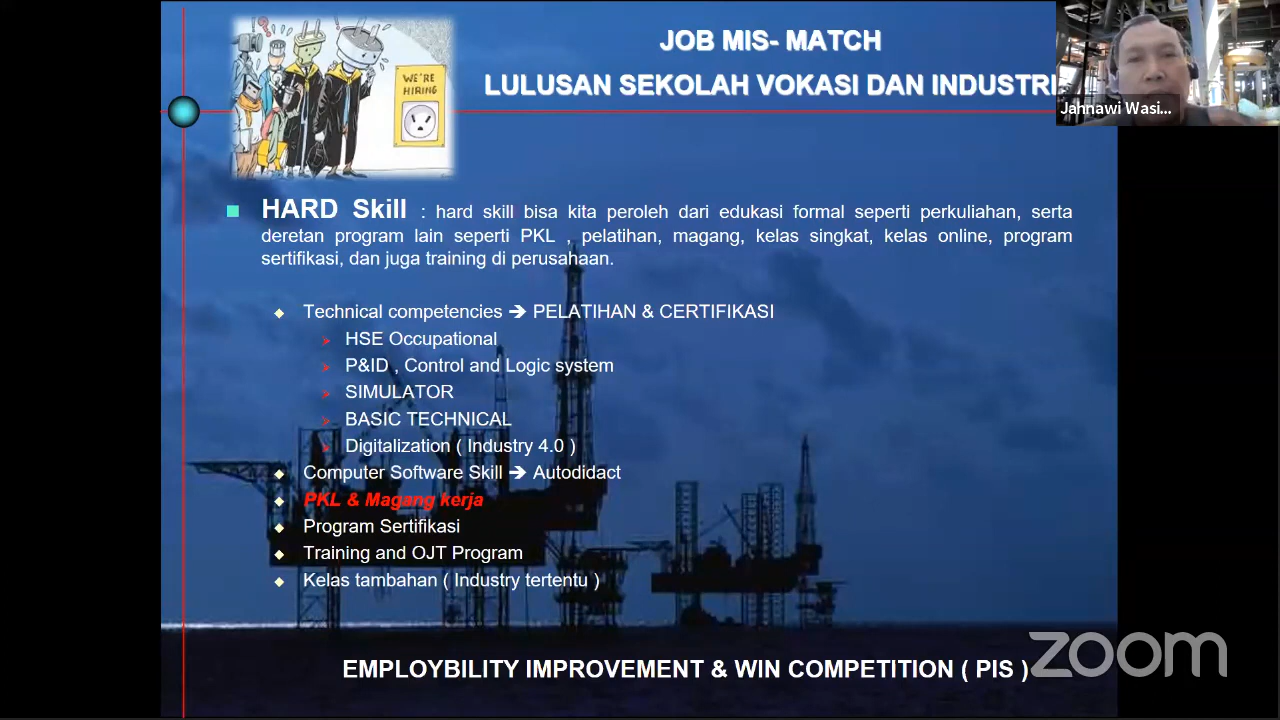 JOB MIS- MATCH
LULUSAN SEKOLAH VOKASI DAN INDUSTRI
WE'RE
HIRING
Jahnawi Wasi...
HARD Skill : hard skill bisa kita peroleh dari edukasi formal seperti perkuliahan, serta
deretan program lain seperti PKL , pelatihan, magang, kelas singkat, kelas online, program
sertifikasi, dan juga training di perusahaan.
Technical competencies ➔ PELATIHAN & CERTIFIKASI
HSE Occupational
P&ID , Control and Logic system
SIMULATOR
BASIC TECHNICAL
Digitalization ( Industry 4.0 )
Computer Software Skill ➔ Autodidact
PKL & Magang kerja
Program Sertifikasi
Training and OJT Program
Kelas tambahan ( Industry tertentu )
zoom
EMPLOYBILITY IMPROVEMENT & WIN COMPETITION ( PIS )